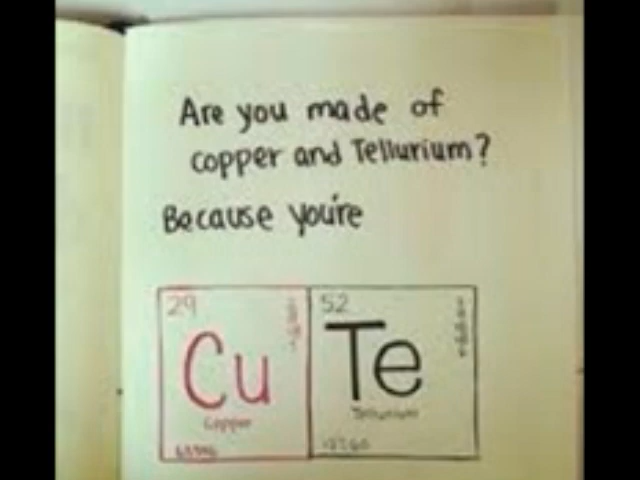 Are you made of
copper and Tellurium?
Because you're
29 52
Cu Te
Copper Tellurium